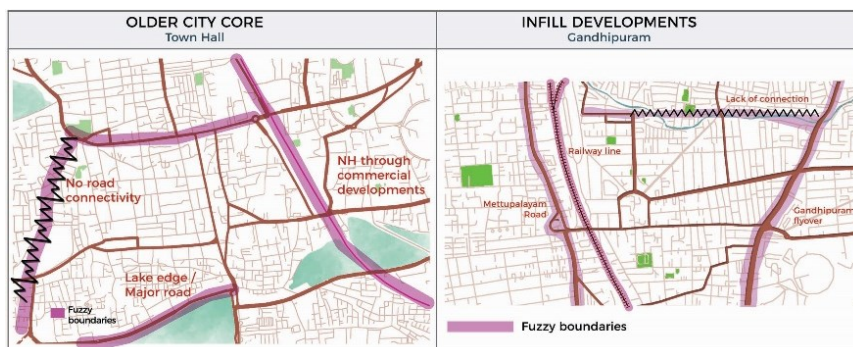 OLDER CITY CORE
Town Hall
No road
connectivity
NH through
commercial
developments
Lake edge /
Major road
Fuzzy
boundaries
INFILL DEVELOPMENTS
Gandhipuram
Lack of connection
Railway line
Mettupalayam
Road
Gandhipuram
flyover
Fuzzy boundaries